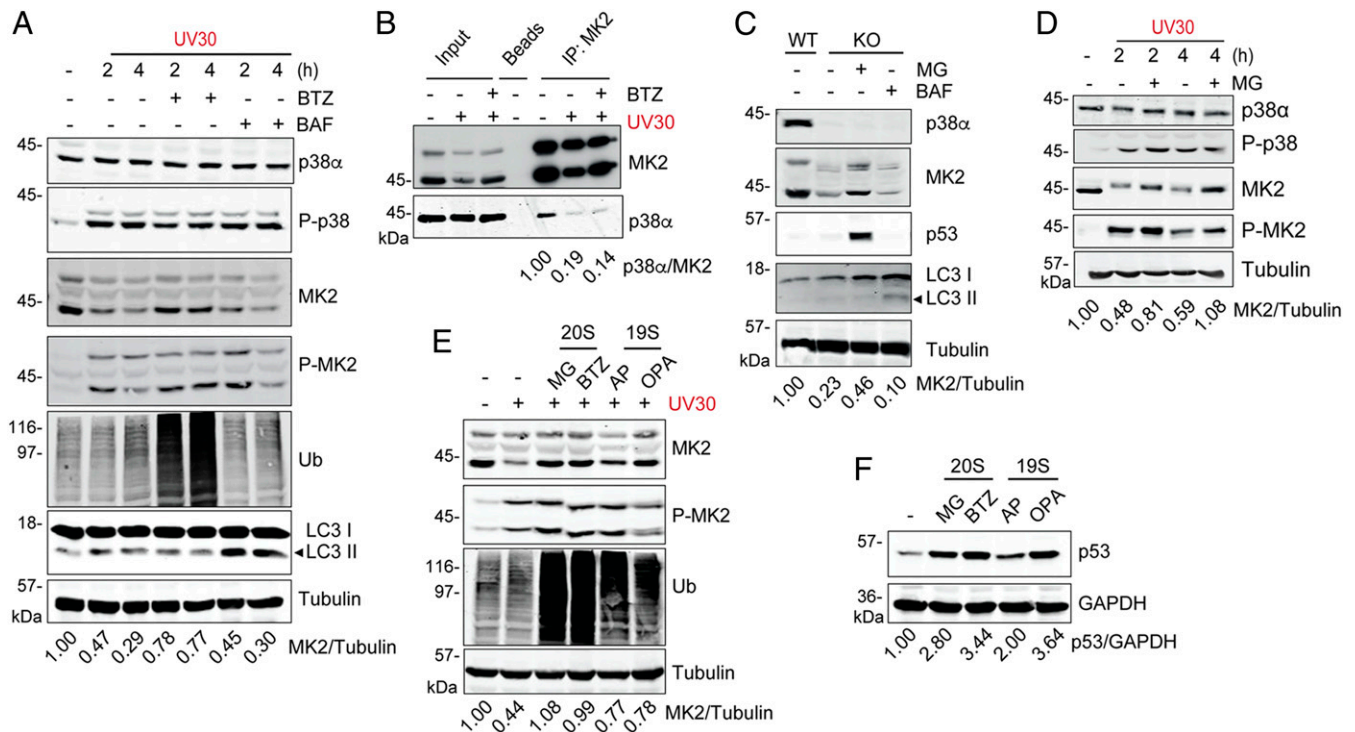 A
UV30
- 2 4 2 4 2 4 (h)
+ + BTZ
+ + BAF
45- p38α
45- P-p38
45- MK2
45- P-MK2
116-
97- Ub
18- LC3 I
LC3 II
57- Tubulin
kDa
1.00 0.47 0.29 0.78 0.77 0.45 0.30 MK2/Tubulin
B
Input Beads IP: MK2
- - + - - - + BTZ
- + + - - + + UV30
45- MK2
45- p38α
kDa
1.00 0.19 0.14 p38α/MK2
C
WT KO
- - + MG
- - + BAF
45- p38α
45- MK2
57- p53
18- LC3 I
LC3 II
57- Tubulin
kDa
1.00 0.23 0.46 0.10 MK2/Tubulin
D
UV30
- 2 2 4 4 (h)
- - + - + MG
45- p38α
45- P-p38
45- MK2
45- P-MK2
57- Tubulin
kDa
1.00 0.48 0.81 0.59 1.08 MK2/Tubulin
E
20S 19S
- - MG BTZ AP OPA
- + + + + + UV30
45- MK2
45- P-MK2
116-
97- Ub
57- Tubulin
kDa
1.00 0.44 1.08 0.99 0.77 0.78 MK2/Tubulin
F
20S 19S
- MG BTZ AP OPA
57- p53
36- GAPDH
kDa
1.00 2.80 3.44 2.00 3.64 p53/GAPDH